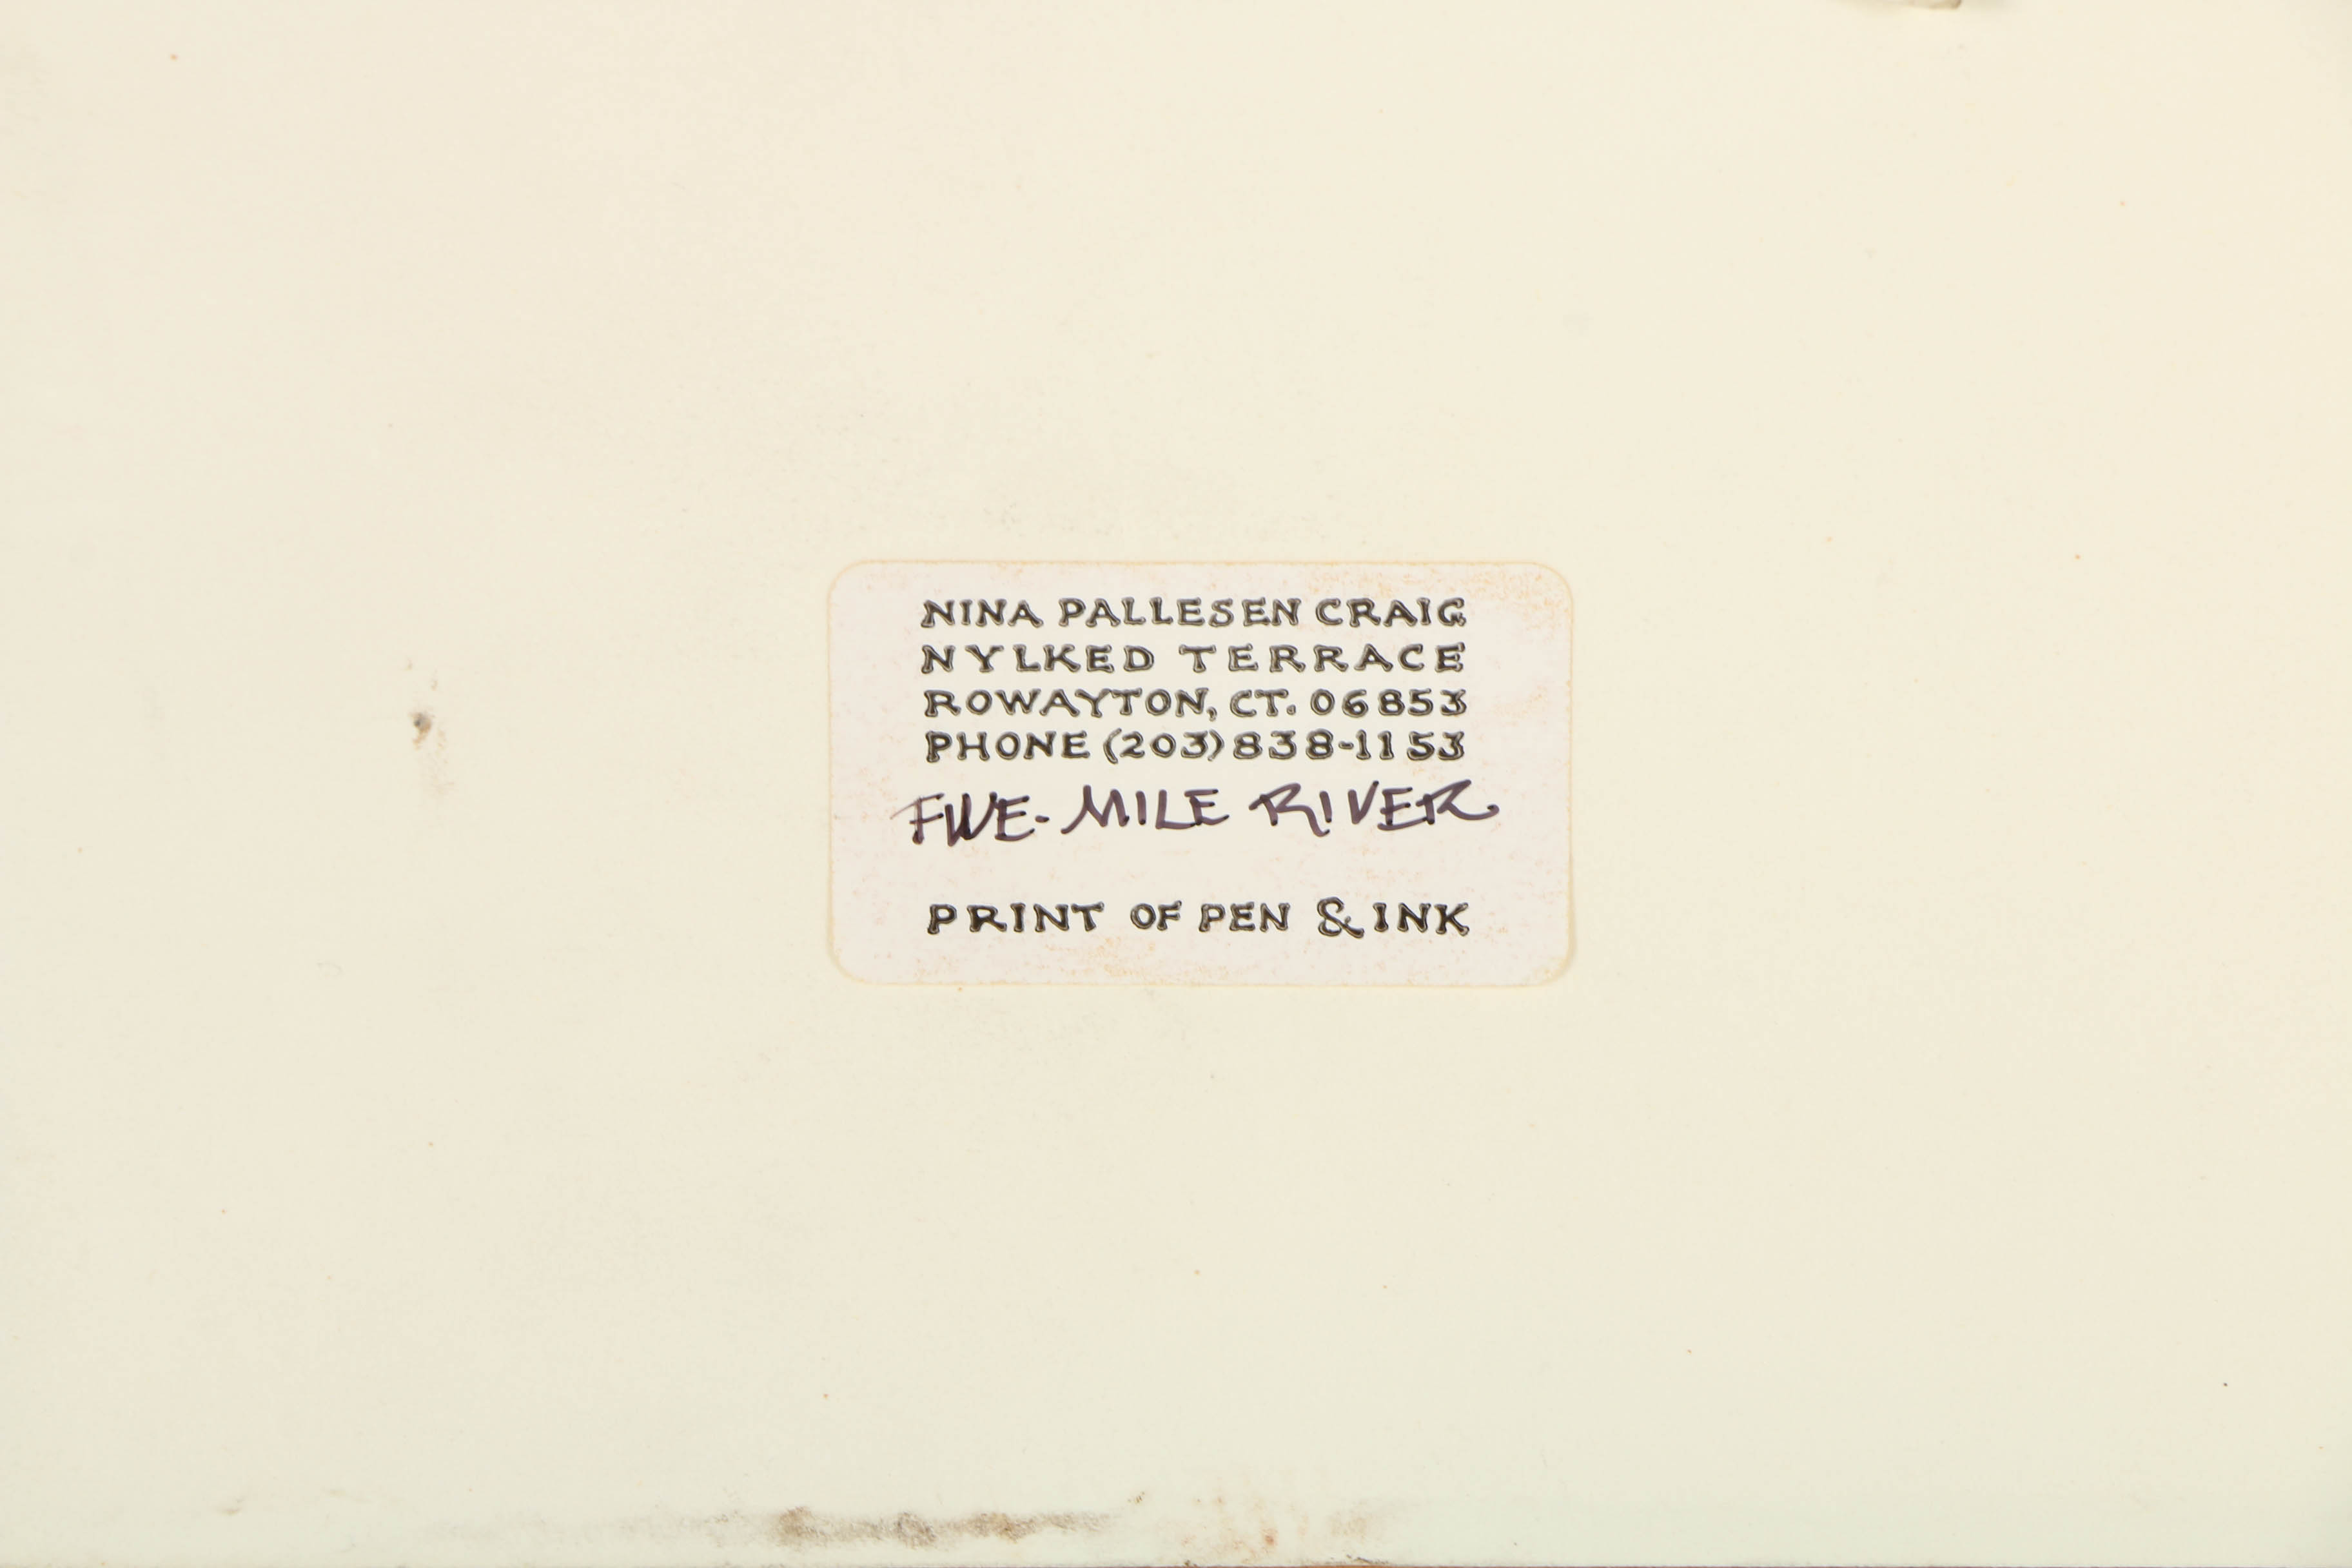 NINA PALLESEN CRAIG
NYLKED TERRACE
ROWAYTON, CT. 06853
PHONE (203) 838-1153
FIVE-MILE RIVER
PRINT OF PEN & INK